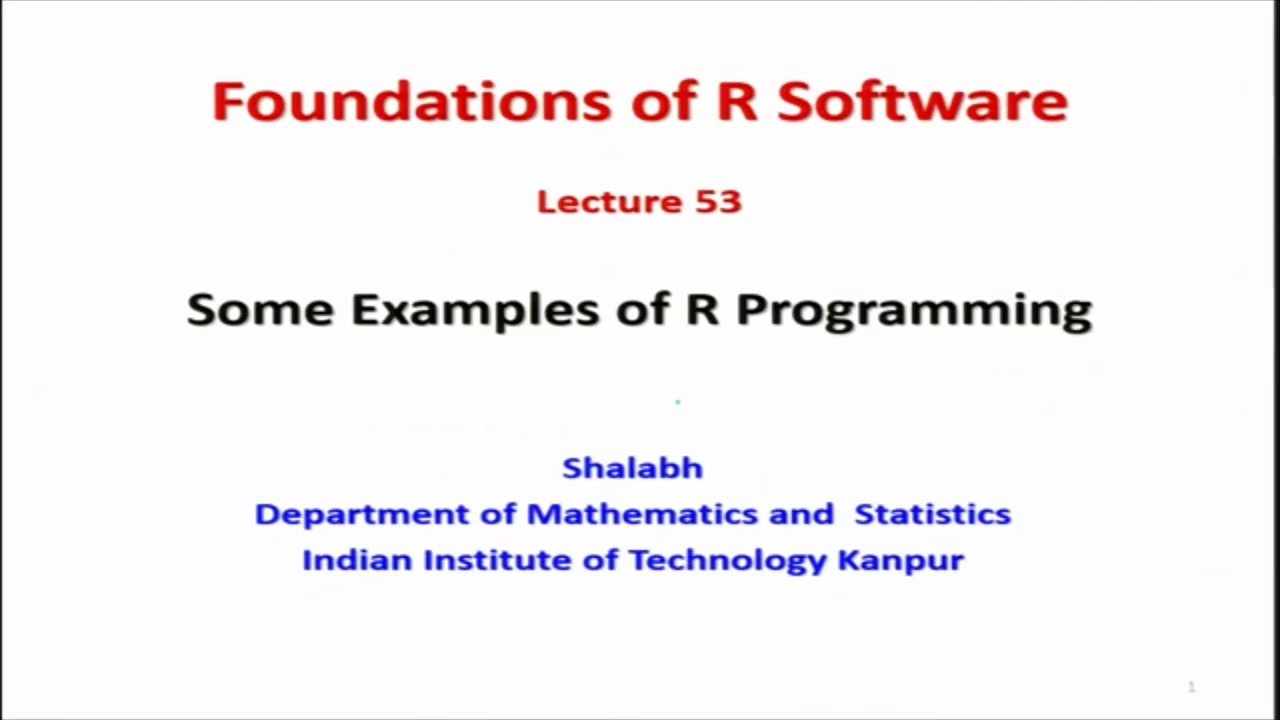 Foundations of R Software
Lecture 53
Some Examples of R Programming
Shalabh
Department of Mathematics and Statistics
Indian Institute of Technology Kanpur
1